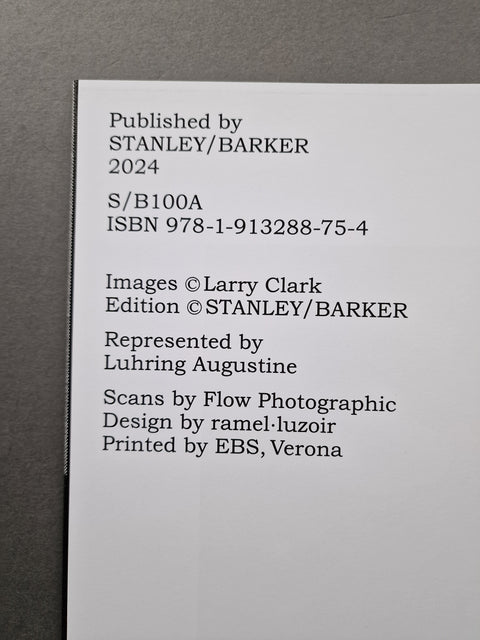 Published by
STANLEY/BARKER
2024
S/B100A
ISBN 978-1-913288-75-4
Images © Larry Clark
Edition © STANLEY/BARKER
Represented by
Luhring Augustine
Scans by Flow Photographic
Design by ramel·luzoir
Printed by EBS, Verona